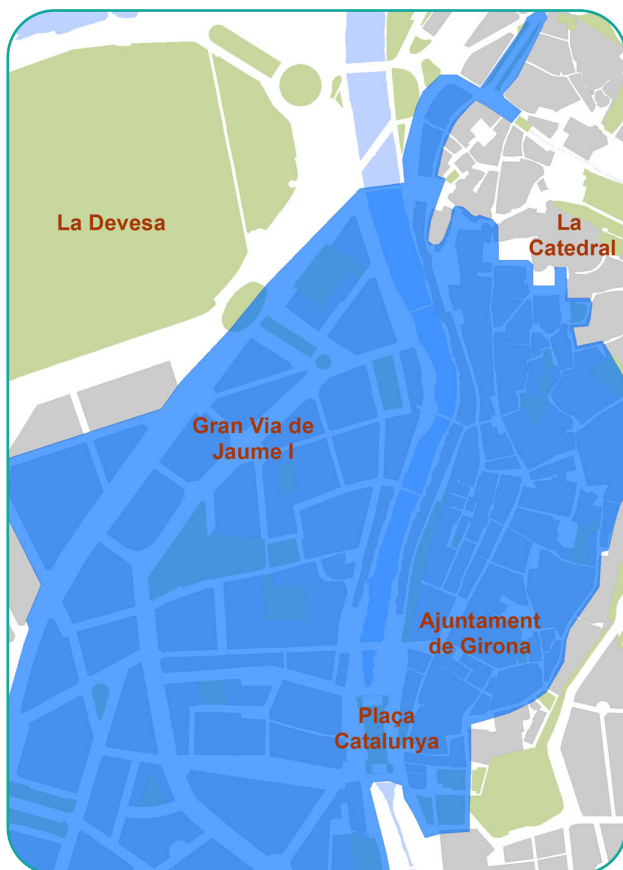 La Devesa
La
Catedral
Gran Via de
Jaume I
Ajuntament
de Girona
Plaça
Catalunya